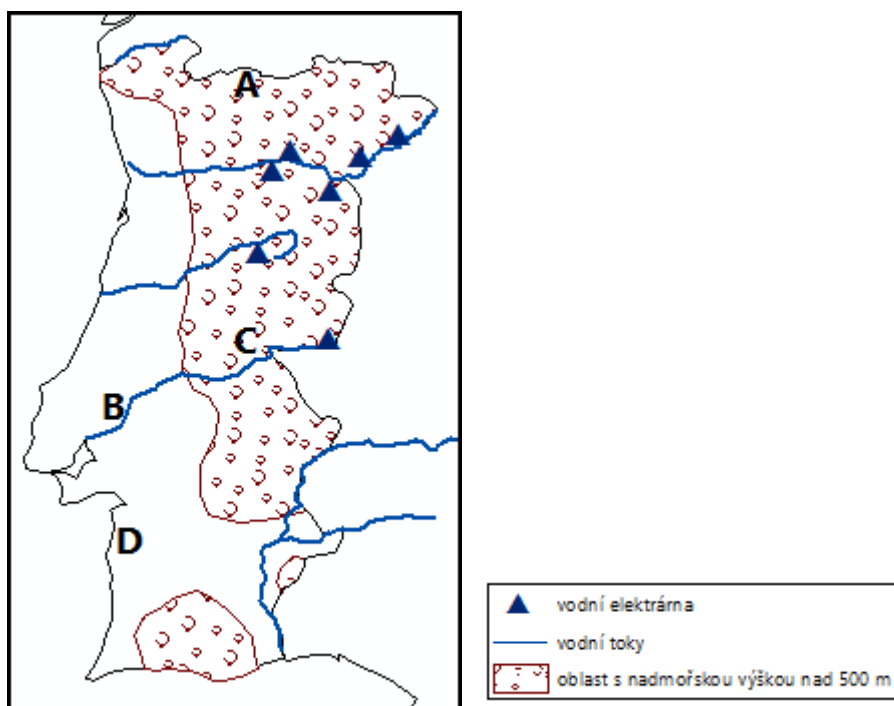 A
C
B
D
vodní elektrárna
vodní toky
oblast s nadmořskou výškou nad 500 m